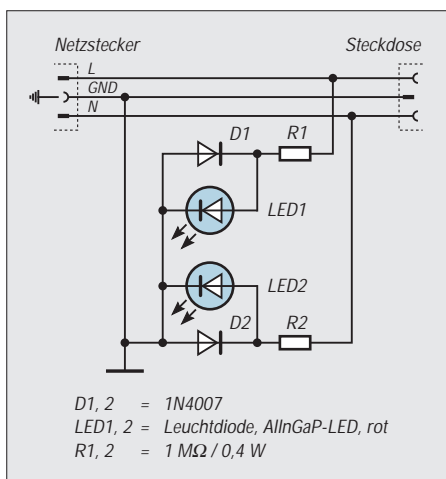 Netzstecker Steckdose
L
GND
N
D1 R1
LED1
LED2
D2 R2
D1, 2 = 1N4007
LED1, 2 = Leuchtdiode, AllnGaP-LED, rot
R1, 2 = 1 MΩ / 0,4 W